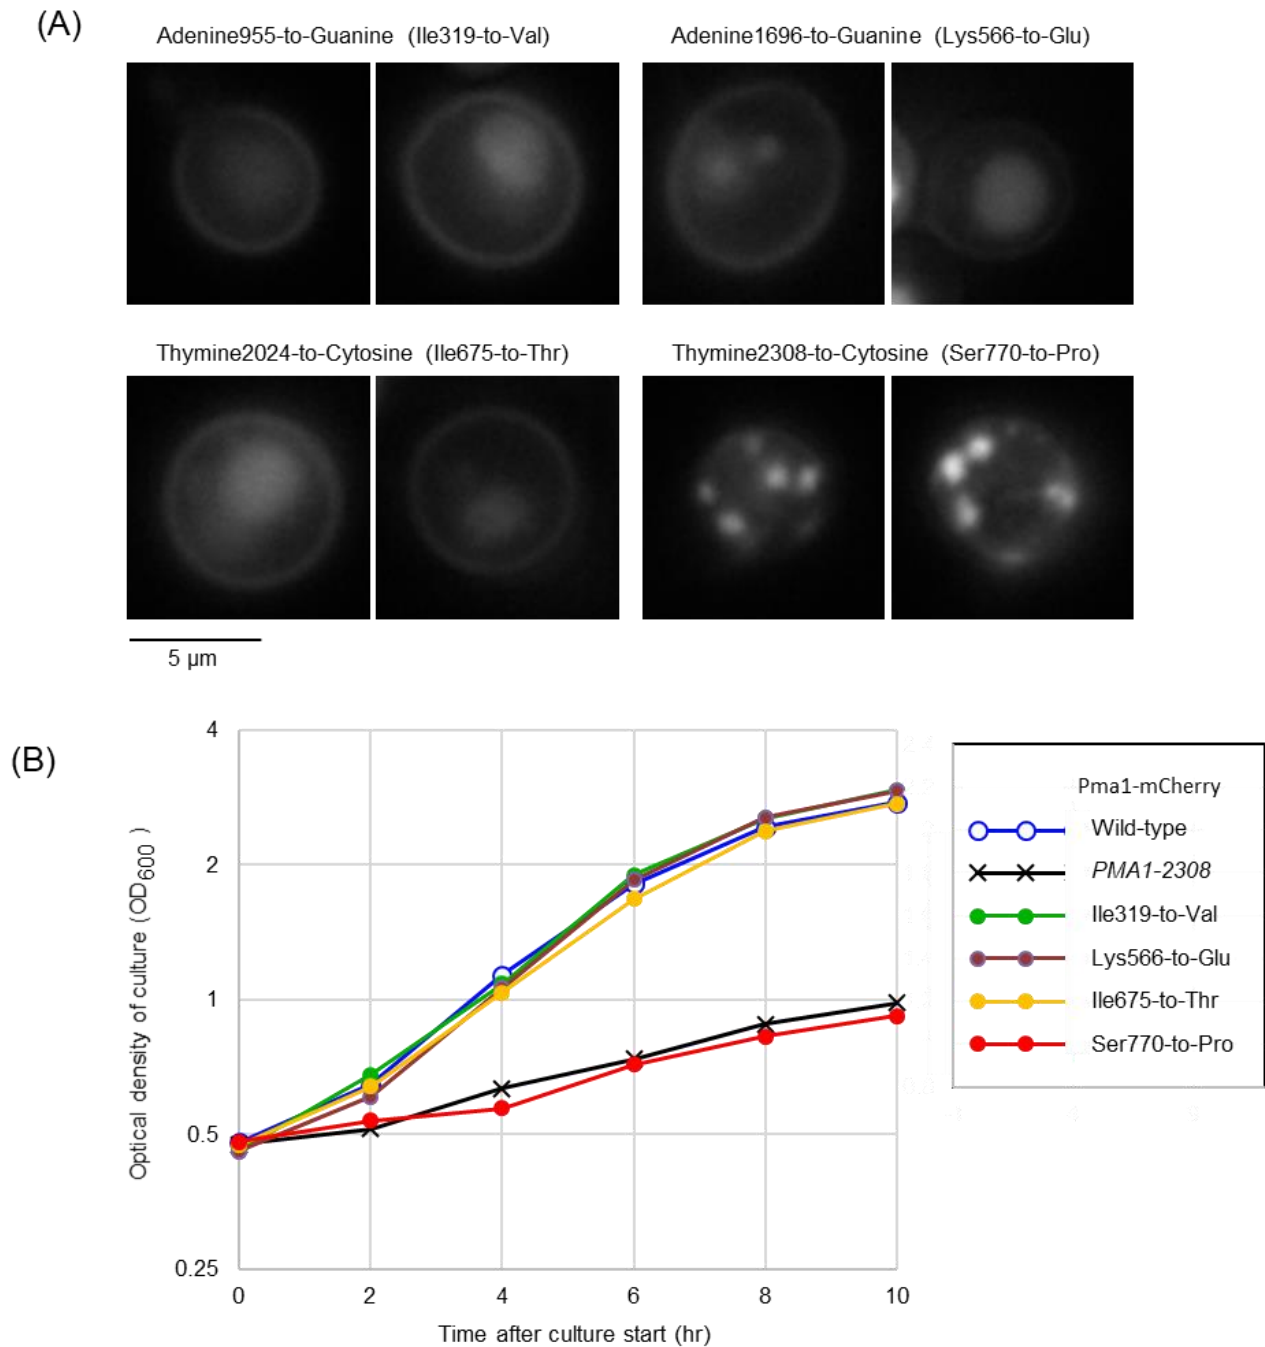 (A)
Adenine955-to-Guanine (Ile319-to-Val)
Adenine1696-to-Guanine (Lys566-to-Glu)
Thymine2024-to-Cytosine (Ile675-to-Thr)
Thymine2308-to-Cytosine (Ser770-to-Pro)
5 µm
(B)
Optical density of culture (OD600 )
4
2
1
0.5
0.25
0 2 4 6 8 10
Time after culture start (hr)
Pma1-mCherry
Wild-type
PMA1-2308
Ile319-to-Val
Lys566-to-Glu
Ile675-to-Thr
Ser770-to-Pro